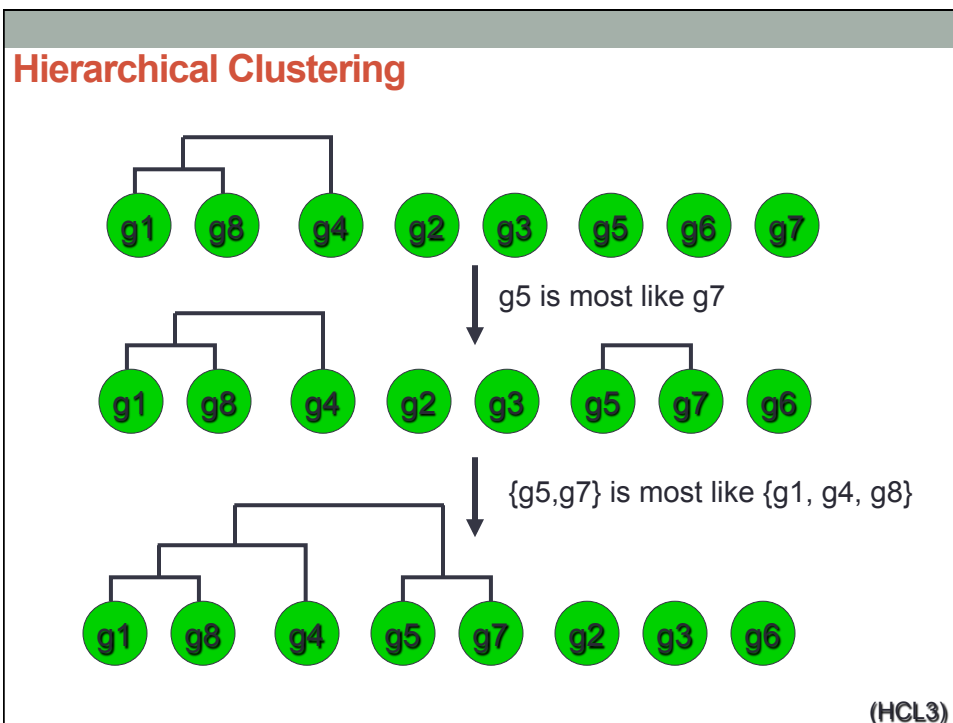 Hierarchical Clustering
g1 g8 g4 g2 g3 g5 g6 g7
g5 is most like g7
g1 g8 g4 g2 g3 g5 g7 g6
{g5,g7} is most like {g1, g4, g8}
g1 g8 g4 g5 g7 g2 g3 g6
(HCL3)